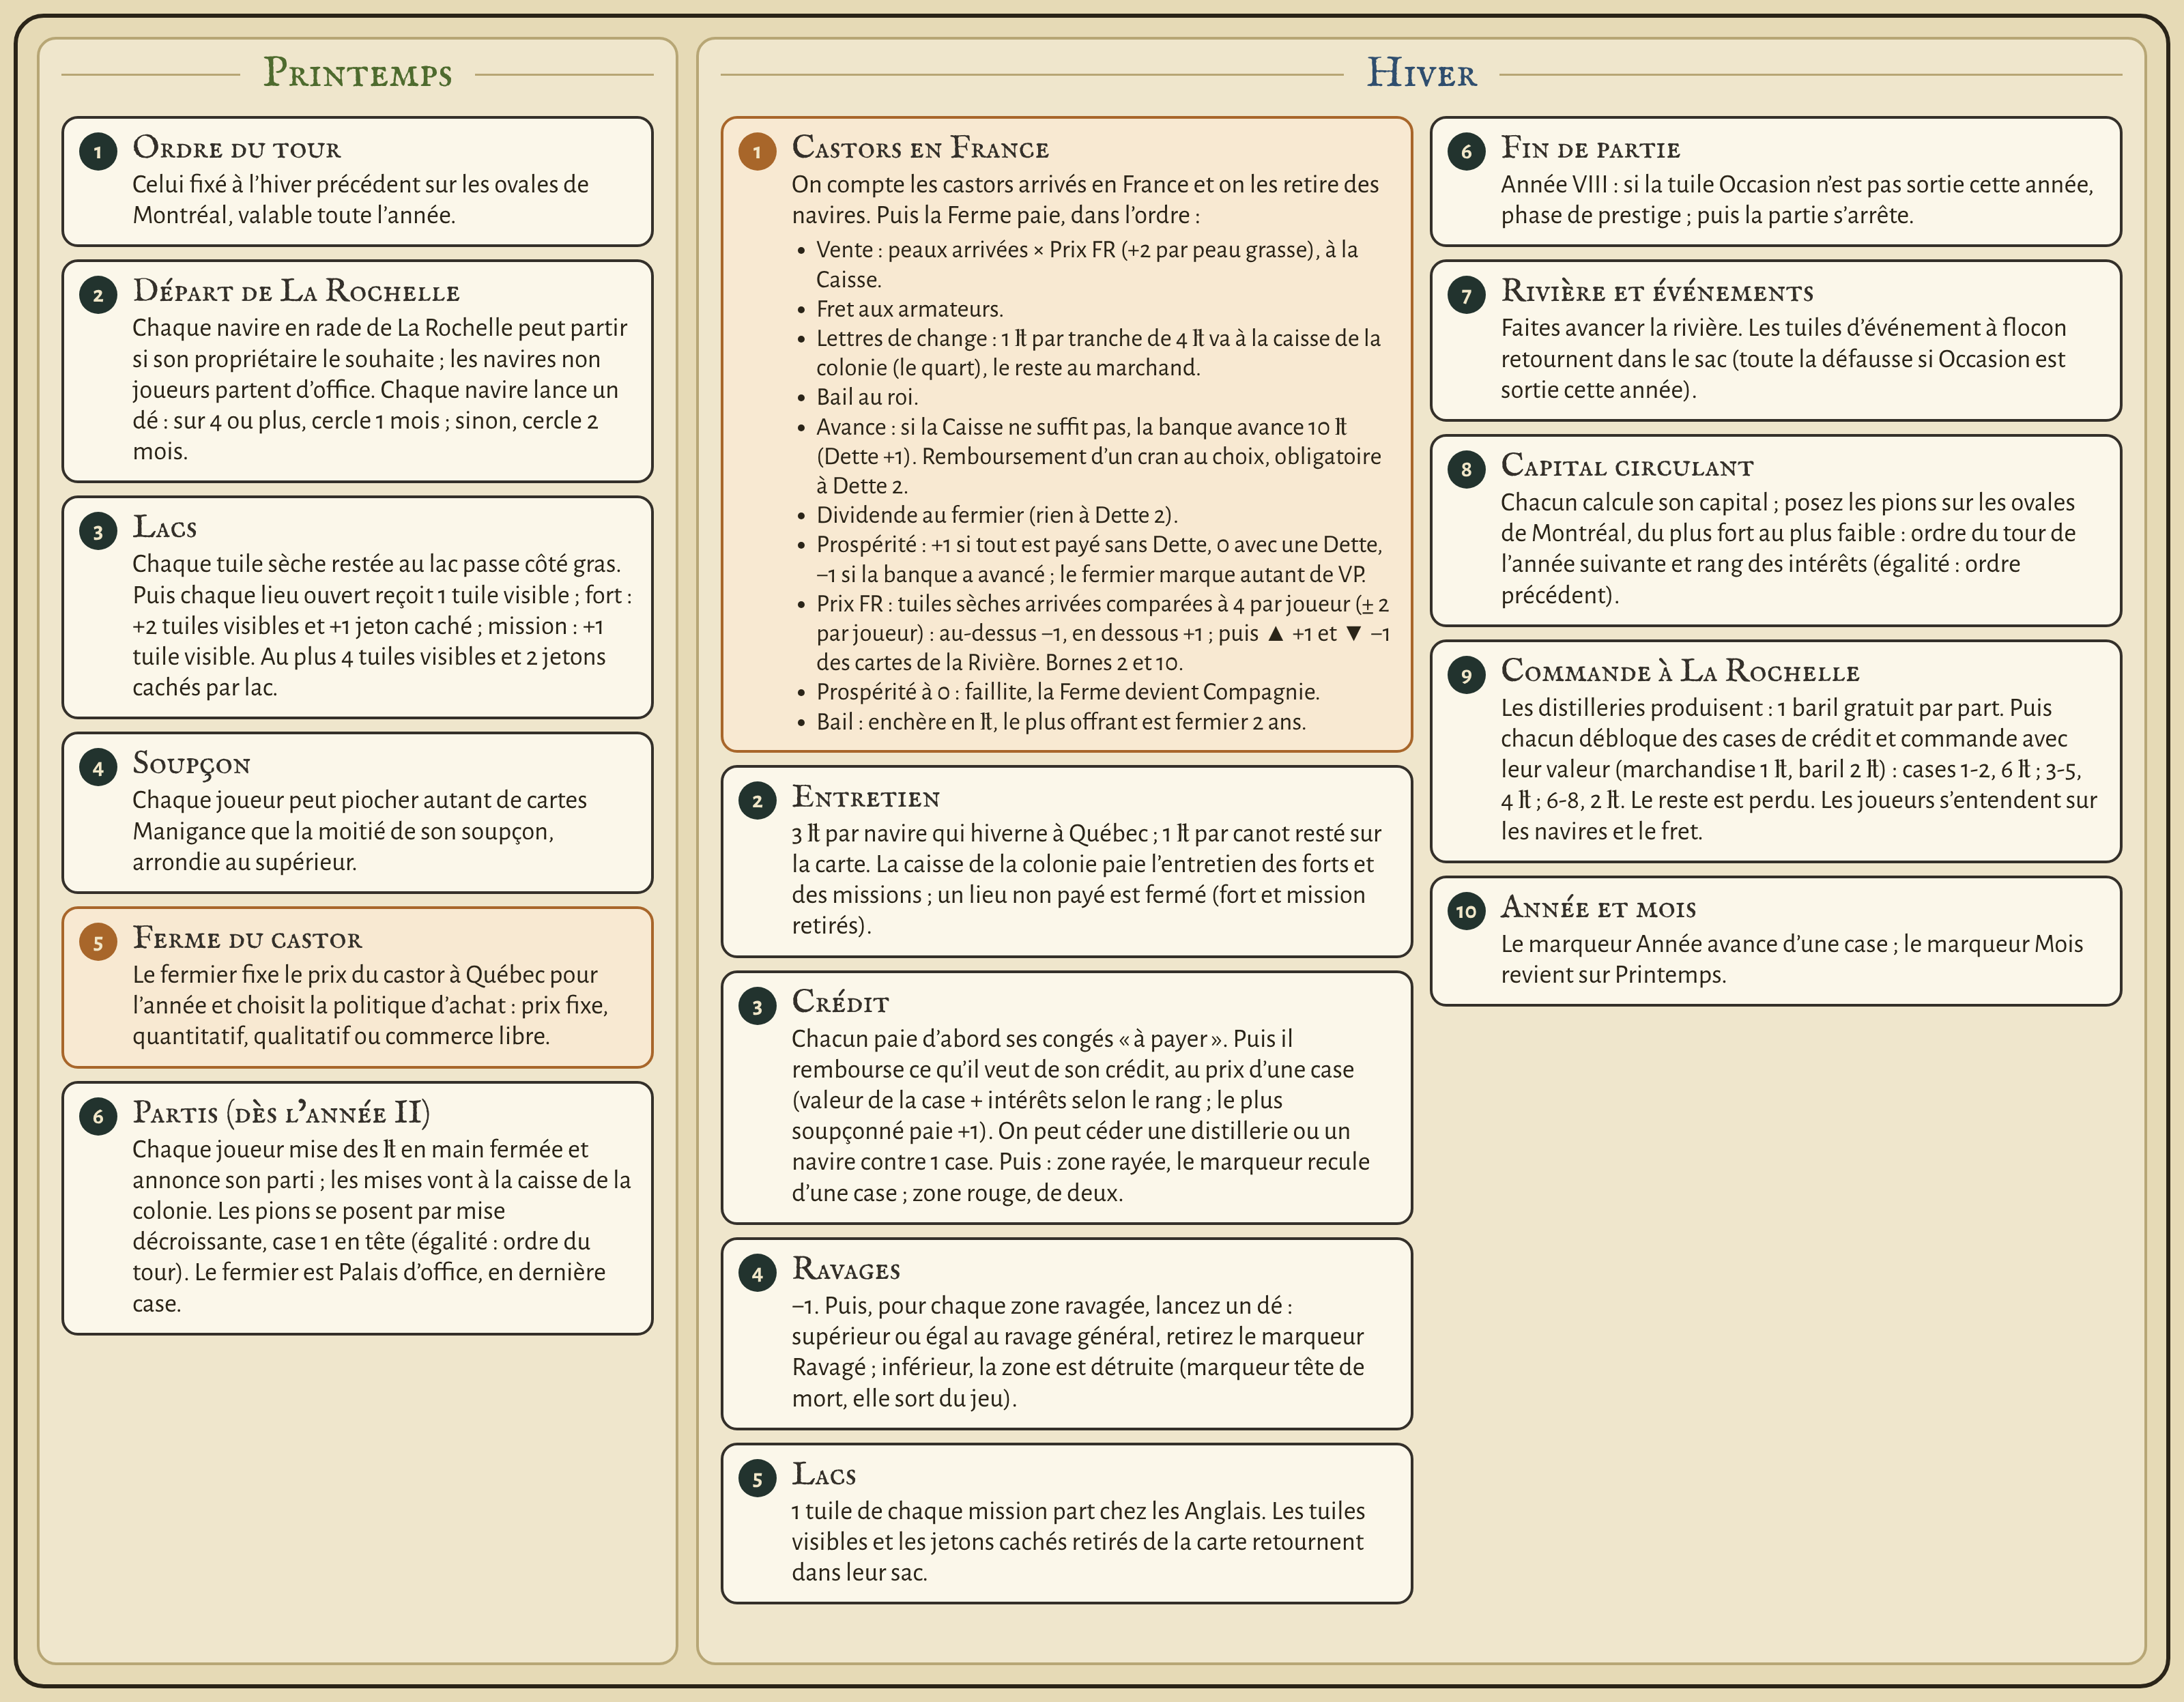 Printemps
1
Ordre du tour
Celui fixé à l’hiver précédent sur les ovales de
Montréal, valable toute l’année.
2
Départ de La Rochelle
Chaque navire en rade de La Rochelle peut partir
si son propriétaire le souhaite ; les navires non
joueurs partent d’office. Chaque navire lance un
dé : sur 4 ou plus, cercle 1 mois ; sinon, cercle 2
mois.
3
Lacs
Chaque tuile sèche restée au lac passe côté gras.
Puis chaque lieu ouvert reçoit 1 tuile visible ; fort :
+2 tuiles visibles et +1 jeton caché ; mission : +1
tuile visible. Au plus 4 tuiles visibles et 2 jetons
cachés par lac.
4
Soupçon
Chaque joueur peut piocher autant de cartes
Manigance que la moitié de son soupçon,
arrondie au supérieur.
5
Ferme du castor
Le fermier fixe le prix du castor à Québec pour
l’année et choisit la politique d’achat : prix fixe,
quantitatif, qualitatif ou commerce libre.
6
Partis (dès l’année II)
Chaque joueur mise des ₶ en main fermée et
annonce son parti ; les mises vont à la caisse de la
colonie. Les pions se posent par mise
décroissante, case 1 en tête (égalité : ordre du
tour). Le fermier est Palais d’office, en dernière
case.
Hiver
1
Castors en France
On compte les castors arrivés en France et on les retire des
navires. Puis la Ferme paie, dans l’ordre :
• Vente : peaux arrivées × Prix FR (+2 par peau grasse), à la
Caisse.
• Fret aux armateurs.
• Lettres de change : 1 ₶ par tranche de 4 ₶ va à la caisse de la
colonie (le quart), le reste au marchand.
• Bail au roi.
• Avance : si la Caisse ne suffit pas, la banque avance 10 ₶
(Dette +1). Remboursement d’un cran au choix, obligatoire
à Dette 2.
• Dividende au fermier (rien à Dette 2).
• Prospérité : +1 si tout est payé sans Dette, 0 avec une Dette,
−1 si la banque a avancé ; le fermier marque autant de VP.
• Prix FR : tuiles sèches arrivées comparées à 4 par joueur (± 2
par joueur) : au-dessus −1, en dessous +1 ; puis ▲ +1 et ▼ −1
des cartes de la Rivière. Bornes 2 et 10.
• Prospérité à 0 : faillite, la Ferme devient Compagnie.
• Bail : enchère en ₶, le plus offrant est fermier 2 ans.
2
Entretien
3 ₶ par navire qui hiverne à Québec ; 1 ₶ par canot resté sur
la carte. La caisse de la colonie paie l’entretien des forts et
des missions ; un lieu non payé est fermé (fort et mission
retirés).
3
Crédit
Chacun paie d’abord ses congés « à payer ». Puis il
rembourse ce qu’il veut de son crédit, au prix d’une case
(valeur de la case + intérêts selon le rang ; le plus
soupçonné paie +1). On peut céder une distillerie ou un
navire contre 1 case. Puis : zone rayée, le marqueur recule
d’une case ; zone rouge, de deux.
4
Ravages
−1. Puis, pour chaque zone ravagée, lancez un dé :
supérieur ou égal au ravage général, retirez le marqueur
Ravagé ; inférieur, la zone est détruite (marqueur tête de
mort, elle sort du jeu).
5
Lacs
1 tuile de chaque mission part chez les Anglais. Les tuiles
visibles et les jetons cachés retirés de la carte retournent
dans leur sac.
6
Fin de partie
Année VIII : si la tuile Occasion n’est pas sortie cette année,
phase de prestige ; puis la partie s’arrête.
7
Rivière et événements
Faites avancer la rivière. Les tuiles d’événement à flocon
retournent dans le sac (toute la défausse si Occasion est
sortie cette année).
8
Capital circulant
Chacun calcule son capital ; posez les pions sur les ovales
de Montréal, du plus fort au plus faible : ordre du tour de
l’année suivante et rang des intérêts (égalité : ordre
précédent).
9
Commande à La Rochelle
Les distilleries produisent : 1 baril gratuit par part. Puis
chacun débloque des cases de crédit et commande avec
leur valeur (marchandise 1 ₶, baril 2 ₶) : cases 1-2, 6 ₶ ; 3-5,
4 ₶ ; 6-8, 2 ₶. Le reste est perdu. Les joueurs s’entendent sur
les navires et le fret.
10
Année et mois
Le marqueur Année avance d’une case ; le marqueur Mois
revient sur Printemps.